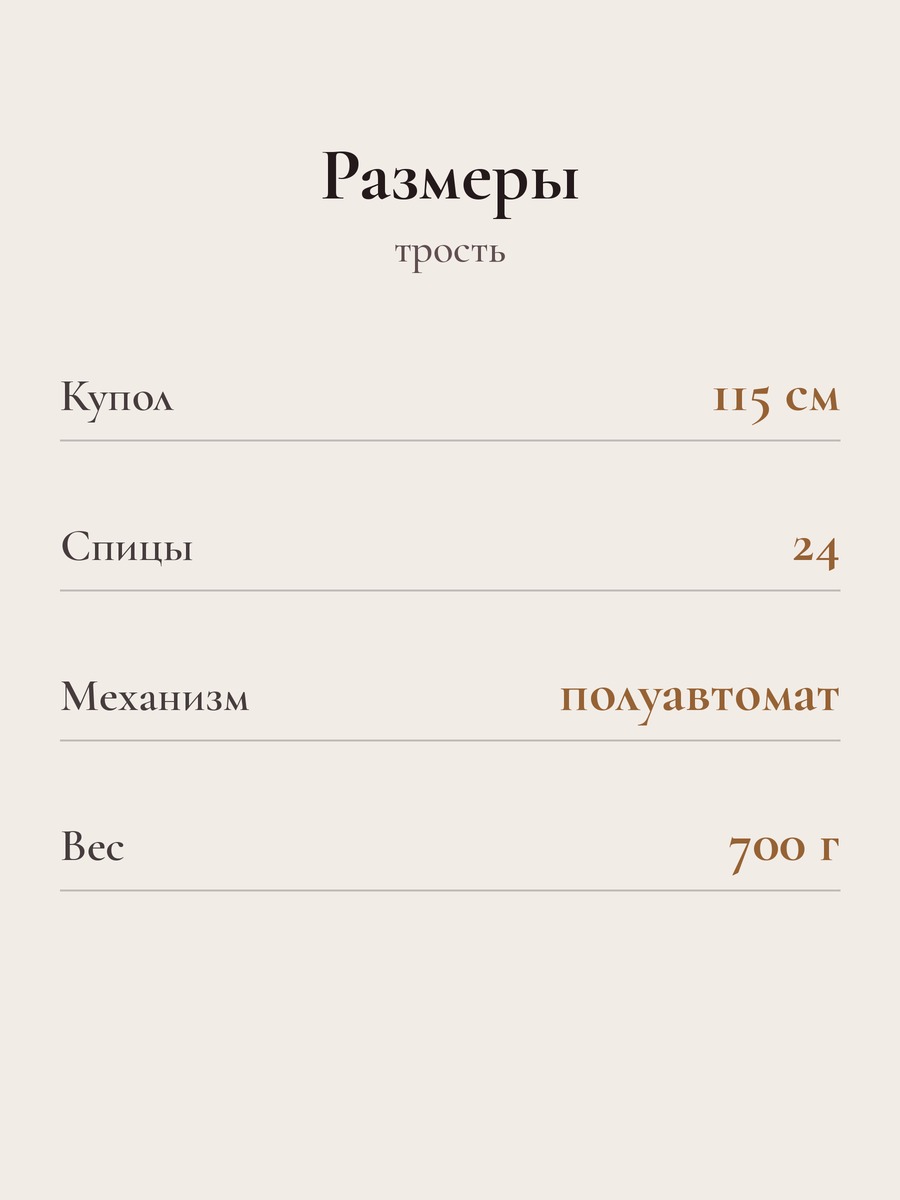 Размеры
трость
Купол 115 см
Спицы 24
Механизм полуавтомат
Вес 700 г